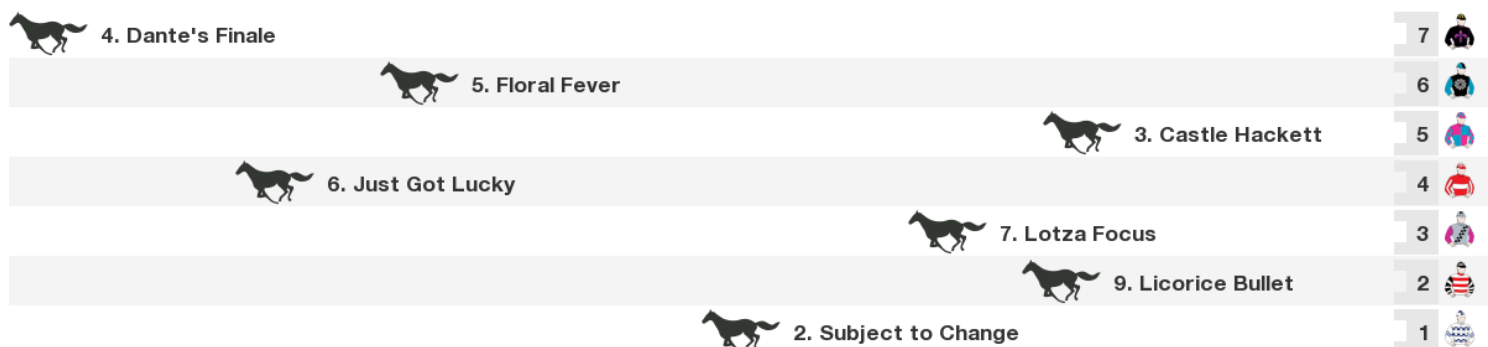 4. Dante's Finale 7
5. Floral Fever 6
3. Castle Hackett 5
6. Just Got Lucky 4
7. Lotza Focus 3
9. Licorice Bullet 2
2. Subject to Change 1